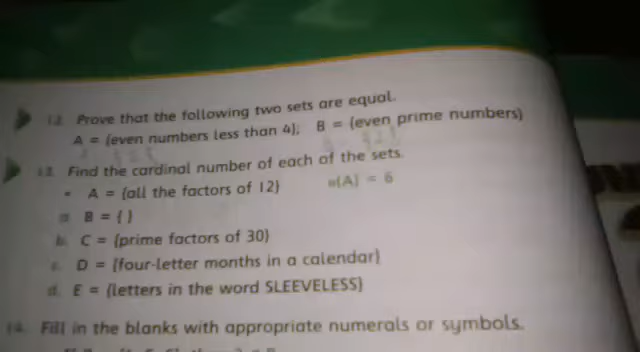 12. Prove that the following two sets are equal.
A = {even numbers less than 4}; B = {even prime numbers}
13. Find the cardinal number of each of the sets.
A = {all the factors of 12} n(A) = 6
a. B = { }
b. C = {prime factors of 30}
c. D = {four-letter months in a calendar}
d. E = {letters in the word SLEEVELESS}
14. Fill in the blanks with appropriate numerals or symbols.